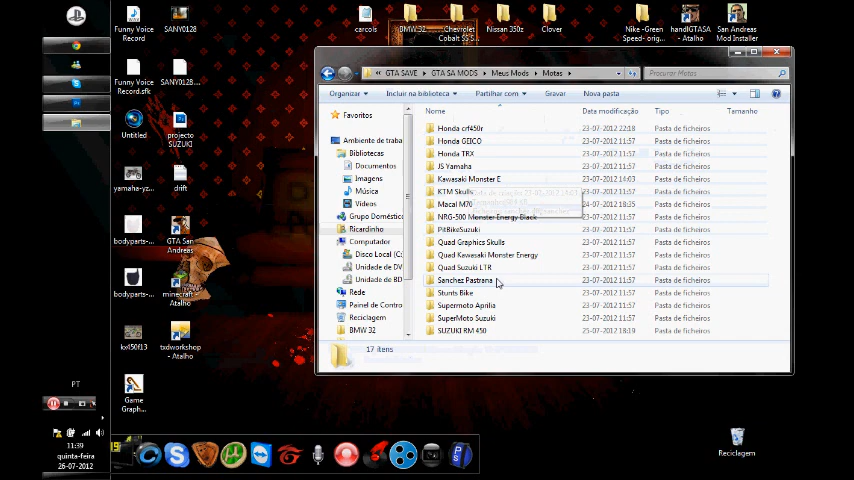 Funny Voice Record
SANY0128
carcols
BMW 32
Chevrolet Cobalt SS ...
Nissan 350z
Clover
Nike -Green Speed- orig...
handlGTASA - Atalho
San Andreas Mod Installer
Funny Voice Record.sfk
SANY0128....
Untitled
projecto SUZUKI
yamaha-yz...
drift
bodyparts-...
GTA San Andreas
bodyparts-...
minecraft - Atalho
kx450f13
txdworkshop - Atalho
Game Graph...
GTA SAVE
GTA SA MODS
Meus Mods
Motas
Procurar Motas
Organizar
Incluir na biblioteca
Partilhar com
Gravar
Nova pasta
Favoritos
Ambiente de traba
Bibliotecas
Documentos
Imagens
Música
Vídeos
Grupo Doméstic
Ricardinho
Computador
Disco Local (C:
Unidade de DV
Unidade de BD
Rede
Painel de Contro
Reciclagem
BMW 32
Nome
Data modificação
Tipo
Tamanho
Honda crf450r 23-07-2012 22:18 Pasta de ficheiros
Honda GEICO 23-07-2012 11:57 Pasta de ficheiros
Honda TRX 23-07-2012 11:57 Pasta de ficheiros
JS Yamaha 23-07-2012 11:57 Pasta de ficheiros
Kawasaki Monster E 23-07-2012 14:03 Pasta de ficheiros
KTM Skulls 23-07-2012 11:57 Pasta de ficheiros
Macal M70 24-07-2012 18:35 Pasta de ficheiros
NRG-500 Monster Energy Black 23-07-2012 11:57 Pasta de ficheiros
PitBikeSuzuki 23-07-2012 11:57 Pasta de ficheiros
Quad Graphics Skulls 23-07-2012 11:57 Pasta de ficheiros
Quad Kawasaki Monster Energy 23-07-2012 11:57 Pasta de ficheiros
Quad Suzuki LTR 23-07-2012 11:57 Pasta de ficheiros
Sanchez Pastrana 23-07-2012 11:57 Pasta de ficheiros
Stunts Bike 23-07-2012 11:57 Pasta de ficheiros
Supermoto Aprilia 23-07-2012 11:57 Pasta de ficheiros
SuperMoto Suzuki 23-07-2012 11:57 Pasta de ficheiros
SUZUKI RM 450 25-07-2012 18:19 Pasta de ficheiros
17 itens
PT
11:39
quinta-feira
26-07-2012
Reciclagem